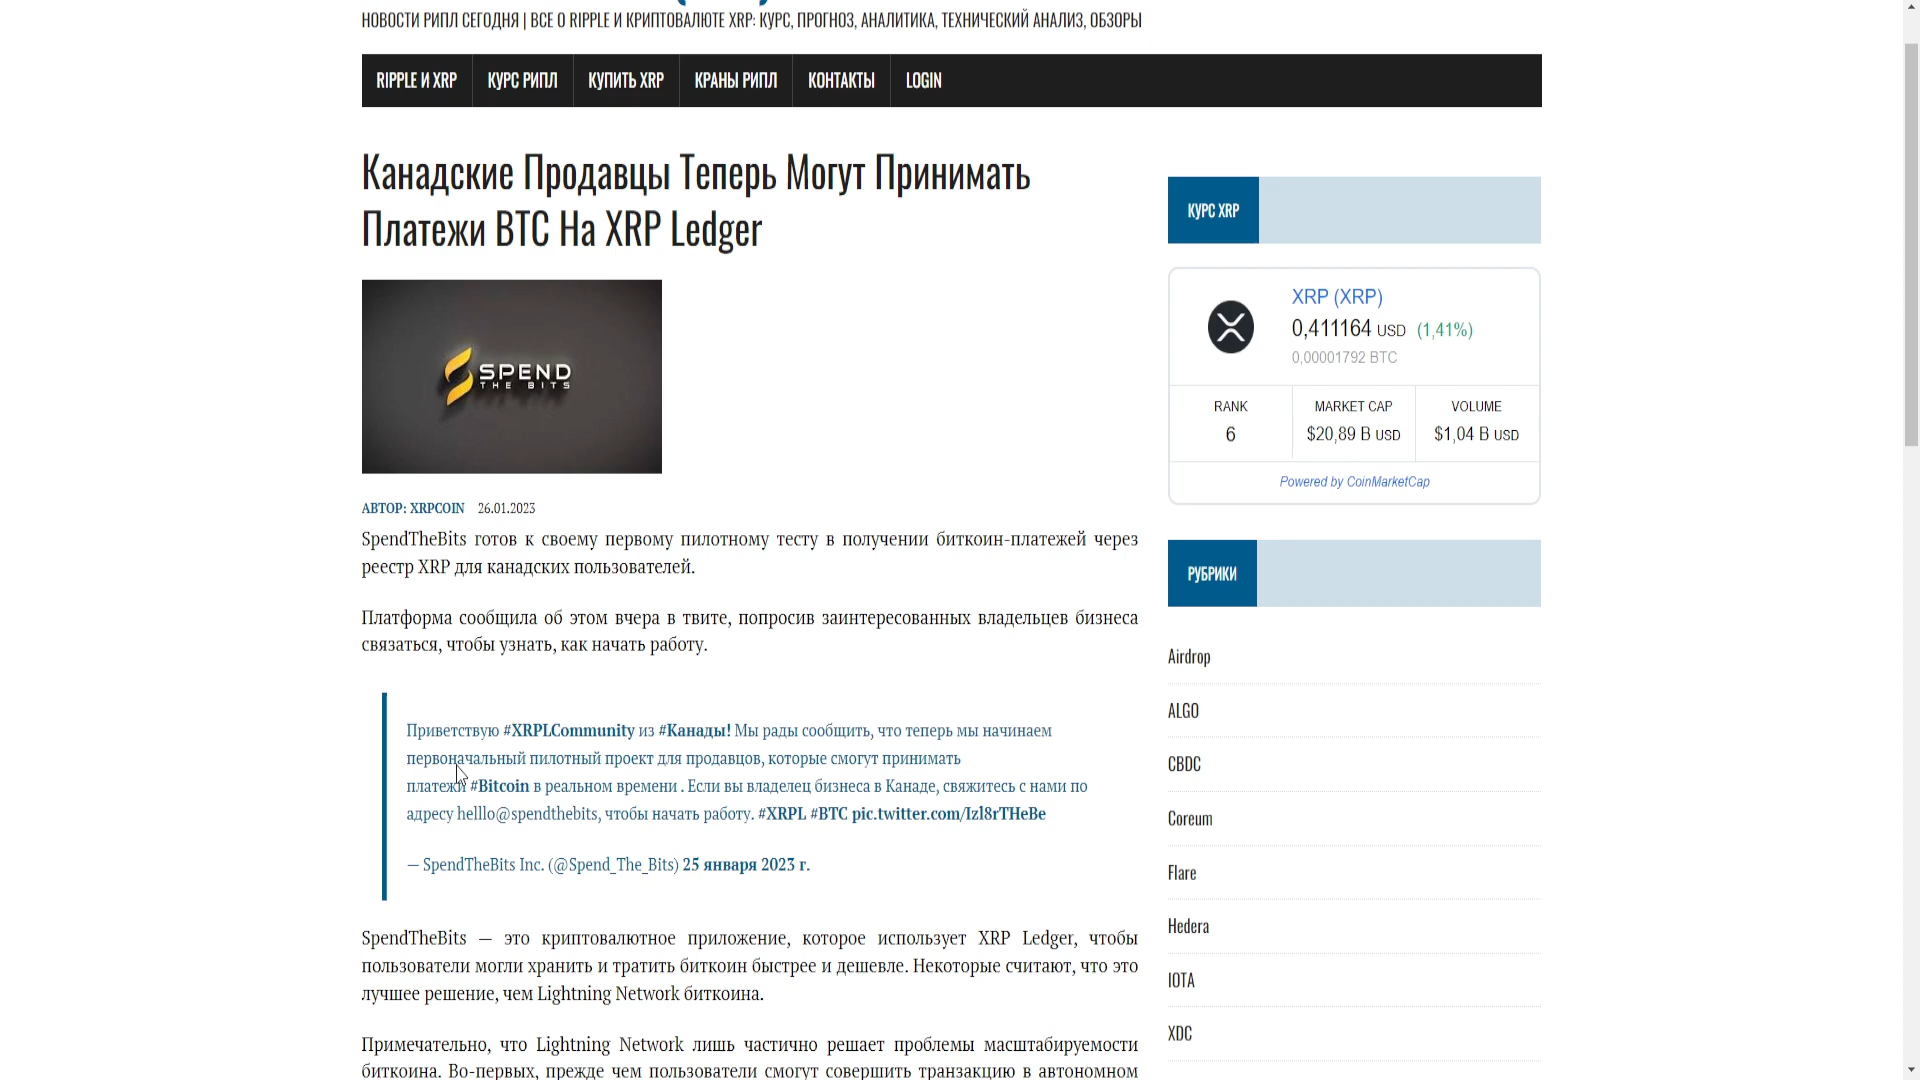 НОВОСТИ РИПЛ СЕГОДНЯ | ВСЕ О RIPPLE И КРИПТОВАЛЮТЕ XRP: КУРС, ПРОГНОЗ, АНАЛИТИКА, ТЕХНИЧЕСКИЙ АНАЛИЗ, ОБЗОРЫ
RIPPLE И XRP
КУРС РИПЛ
КУПИТЬ XRP
КРАНЫ РИПЛ
КОНТАКТЫ
LOGIN
Канадские Продавцы Теперь Могут Принимать
Платежи BTC На XRP Ledger
SPEND
THE BITS
АВТОР: XRPCOIN 26.01.2023
SpendTheBits готов к своему первому пилотному тесту в получении биткоин-платежей через
реестр XRP для канадских пользователей.
Платформа сообщила об этом вчера в твите, попросив заинтересованных владельцев бизнеса
связаться, чтобы узнать, как начать работу.
Приветствую #XRPLCommunity из #Канады! Мы рады сообщить, что теперь мы начинаем
первоначальный пилотный проект для продавцов, которые смогут принимать
платежи #Bitcoin в реальном времени . Если вы владелец бизнеса в Канаде, свяжитесь с нами по
адресу helllo@spendthebits, чтобы начать работу. #XRPL #BTC pic.twitter.com/Izl8rTHeBe
— SpendTheBits Inc. (@Spend_The_Bits) 25 января 2023 г.
SpendTheBits — это криптовалютное приложение, которое использует XRP Ledger, чтобы
пользователи могли хранить и тратить биткоин быстрее и дешевле. Некоторые считают, что это
лучшее решение, чем Lightning Network биткоина.
Примечательно, что Lightning Network лишь частично решает проблемы масштабируемости
биткоина. Во-первых, прежде чем пользователи смогут совершить транзакцию в автономном
КУРС XRP
XRP (XRP)
0,411164 USD (1,41%)
0,00001792 BTC
RANK
6
MARKET CAP
$20,89 B USD
VOLUME
$1,04 B USD
Powered by CoinMarketCap
РУБРИКИ
Airdrop
ALGO
CBDC
Coreum
Flare
Hedera
IOTA
XDC